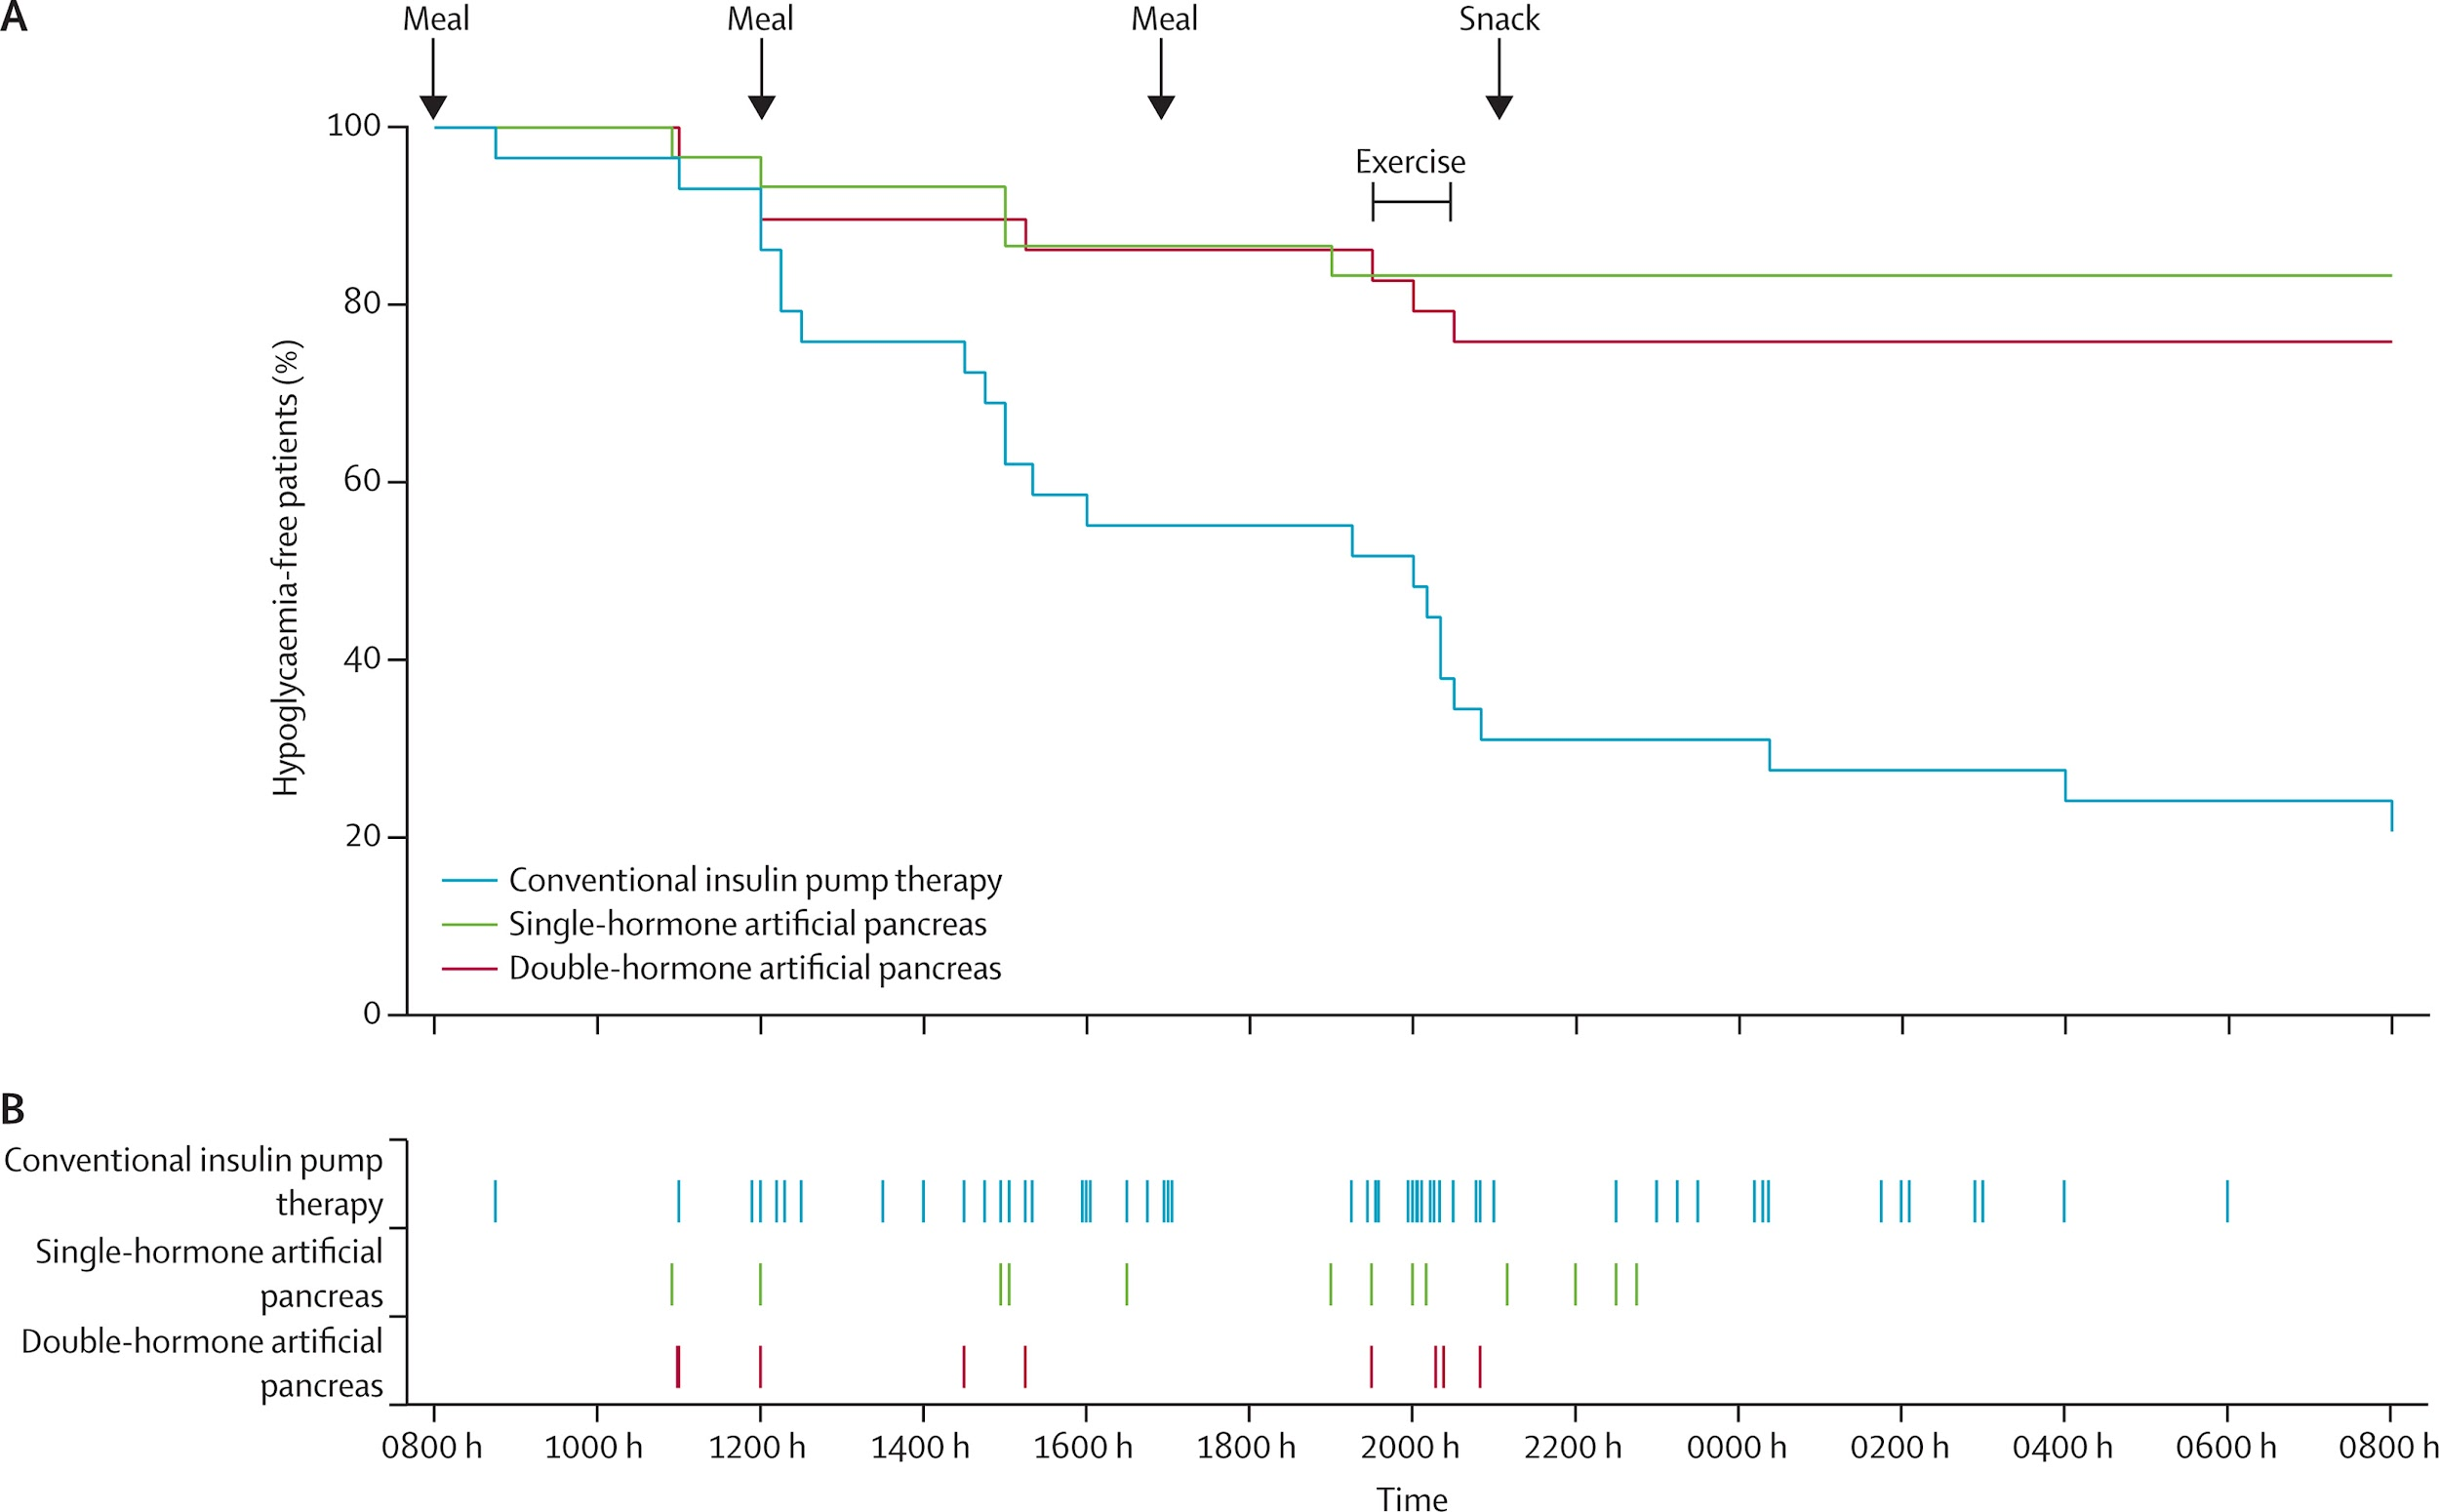 A
Meal Meal Meal Snack
100
Exercise
80
60
40
20
0
Hypoglycaemia-free patients (%)
Conventional insulin pump therapy
Single-hormone artificial pancreas
Double-hormone artificial pancreas
B
Conventional insulin pump
therapy
Single-hormone artificial
pancreas
Double-hormone artificial
pancreas
0800 h 1000 h 1200 h 1400 h 1600 h 1800 h 2000 h 2200 h 0000 h 0200 h 0400 h 0600 h 0800 h
Time